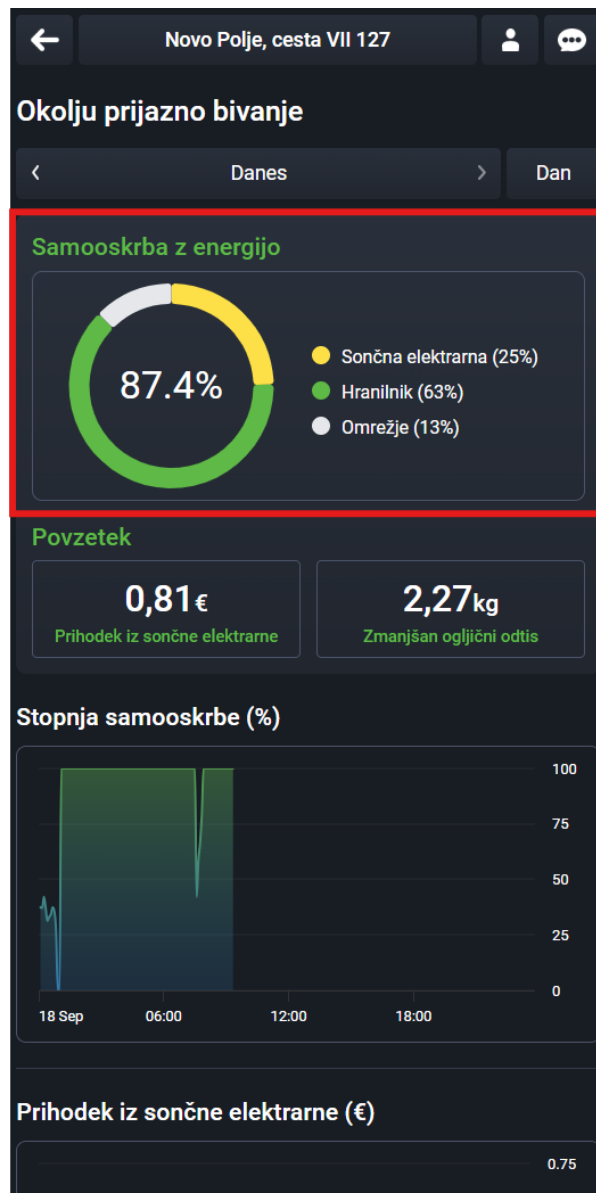 Novo Polje, cesta VII 127
Okolju prijazno bivanje
Danes
Dan
Samooskrba z energijo
87.4%
Sončna elektrarna (25%)
Hranilnik (63%)
Omrežje (13%)
Povzetek
0,81€
Prihodek iz sončne elektrarne
2,27kg
Zmanjšan ogljični odtis
Stopnja samooskrbe (%)
100
75
50
25
0
18 Sep 06:00 12:00 18:00
Prihodek iz sončne elektrarne (€)
0.75